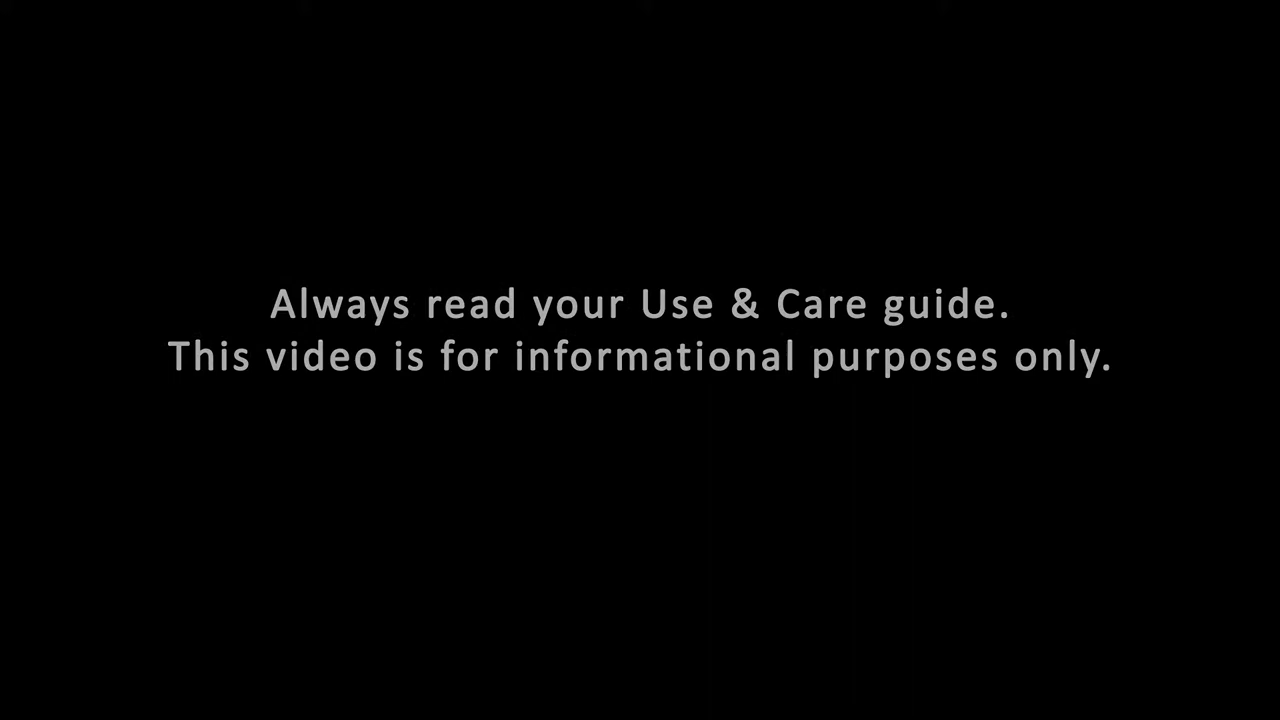 Always read your Use & Care guide.
This video is for informational purposes only.